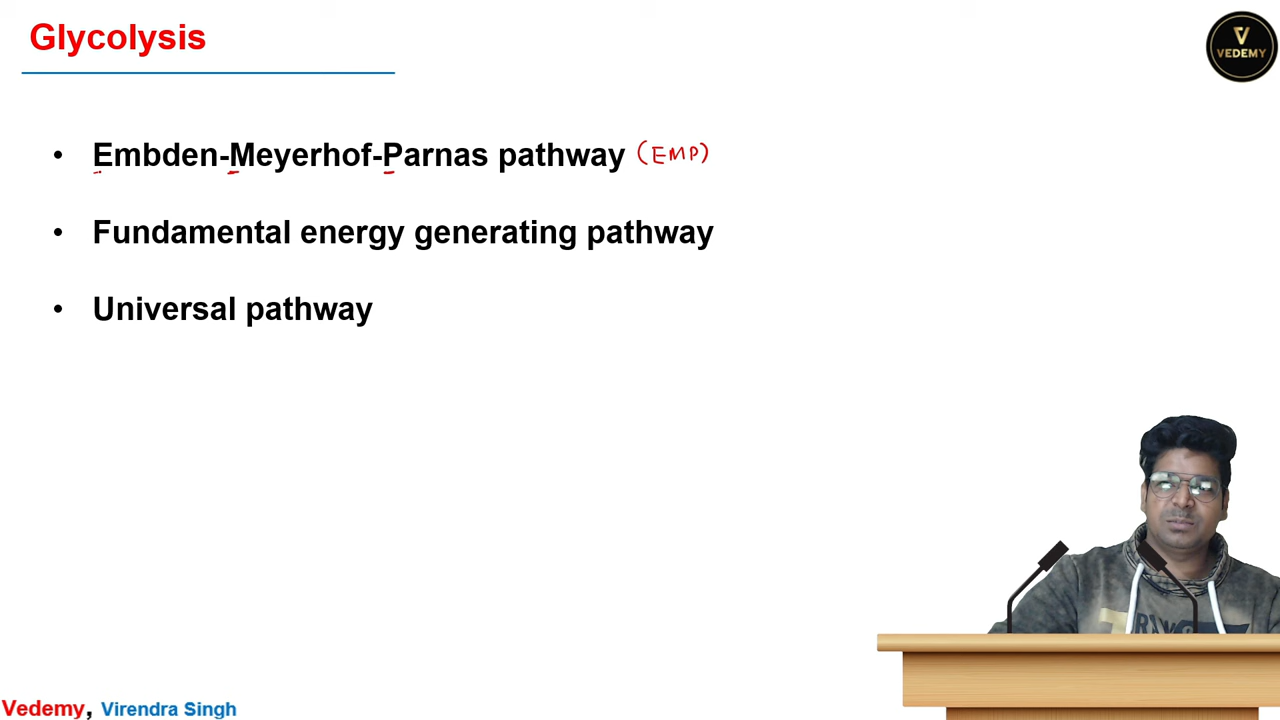 Glycolysis
VEDEMY
• Embden-Meyerhof-Parnas pathway (EMP)
• Fundamental energy generating pathway
• Universal pathway
Vedemy, Virendra Singh